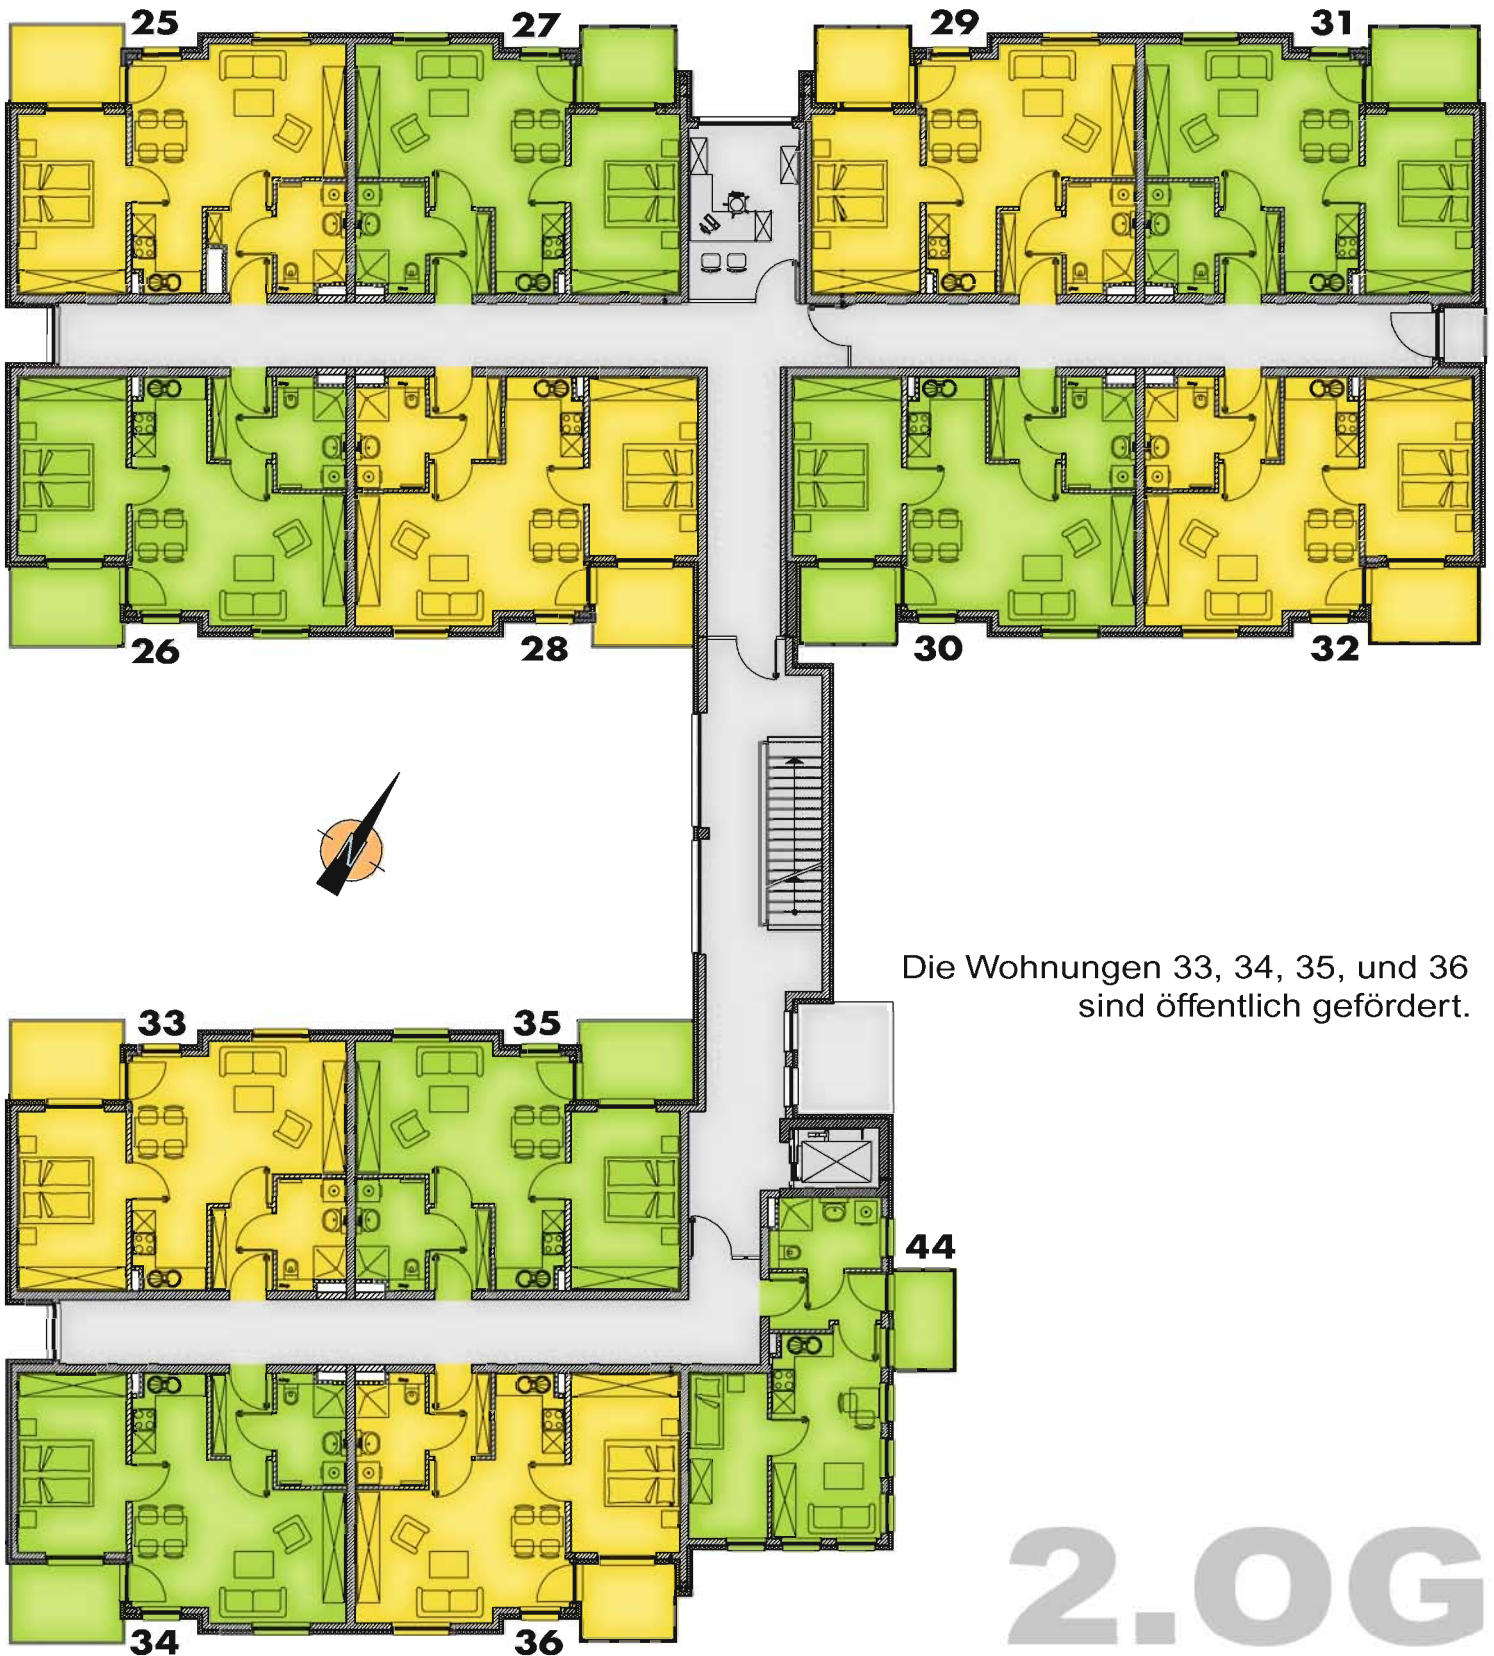 25 27 29 31
26 28 30 32
N
Die Wohnungen 33, 34, 35, und 36
sind öffentlich gefördert.
33 35
44
34 36
2.OG